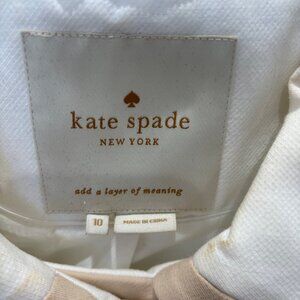 kate spade
NEW YORK
add a layer of meaning
10
MADE IN CHINA